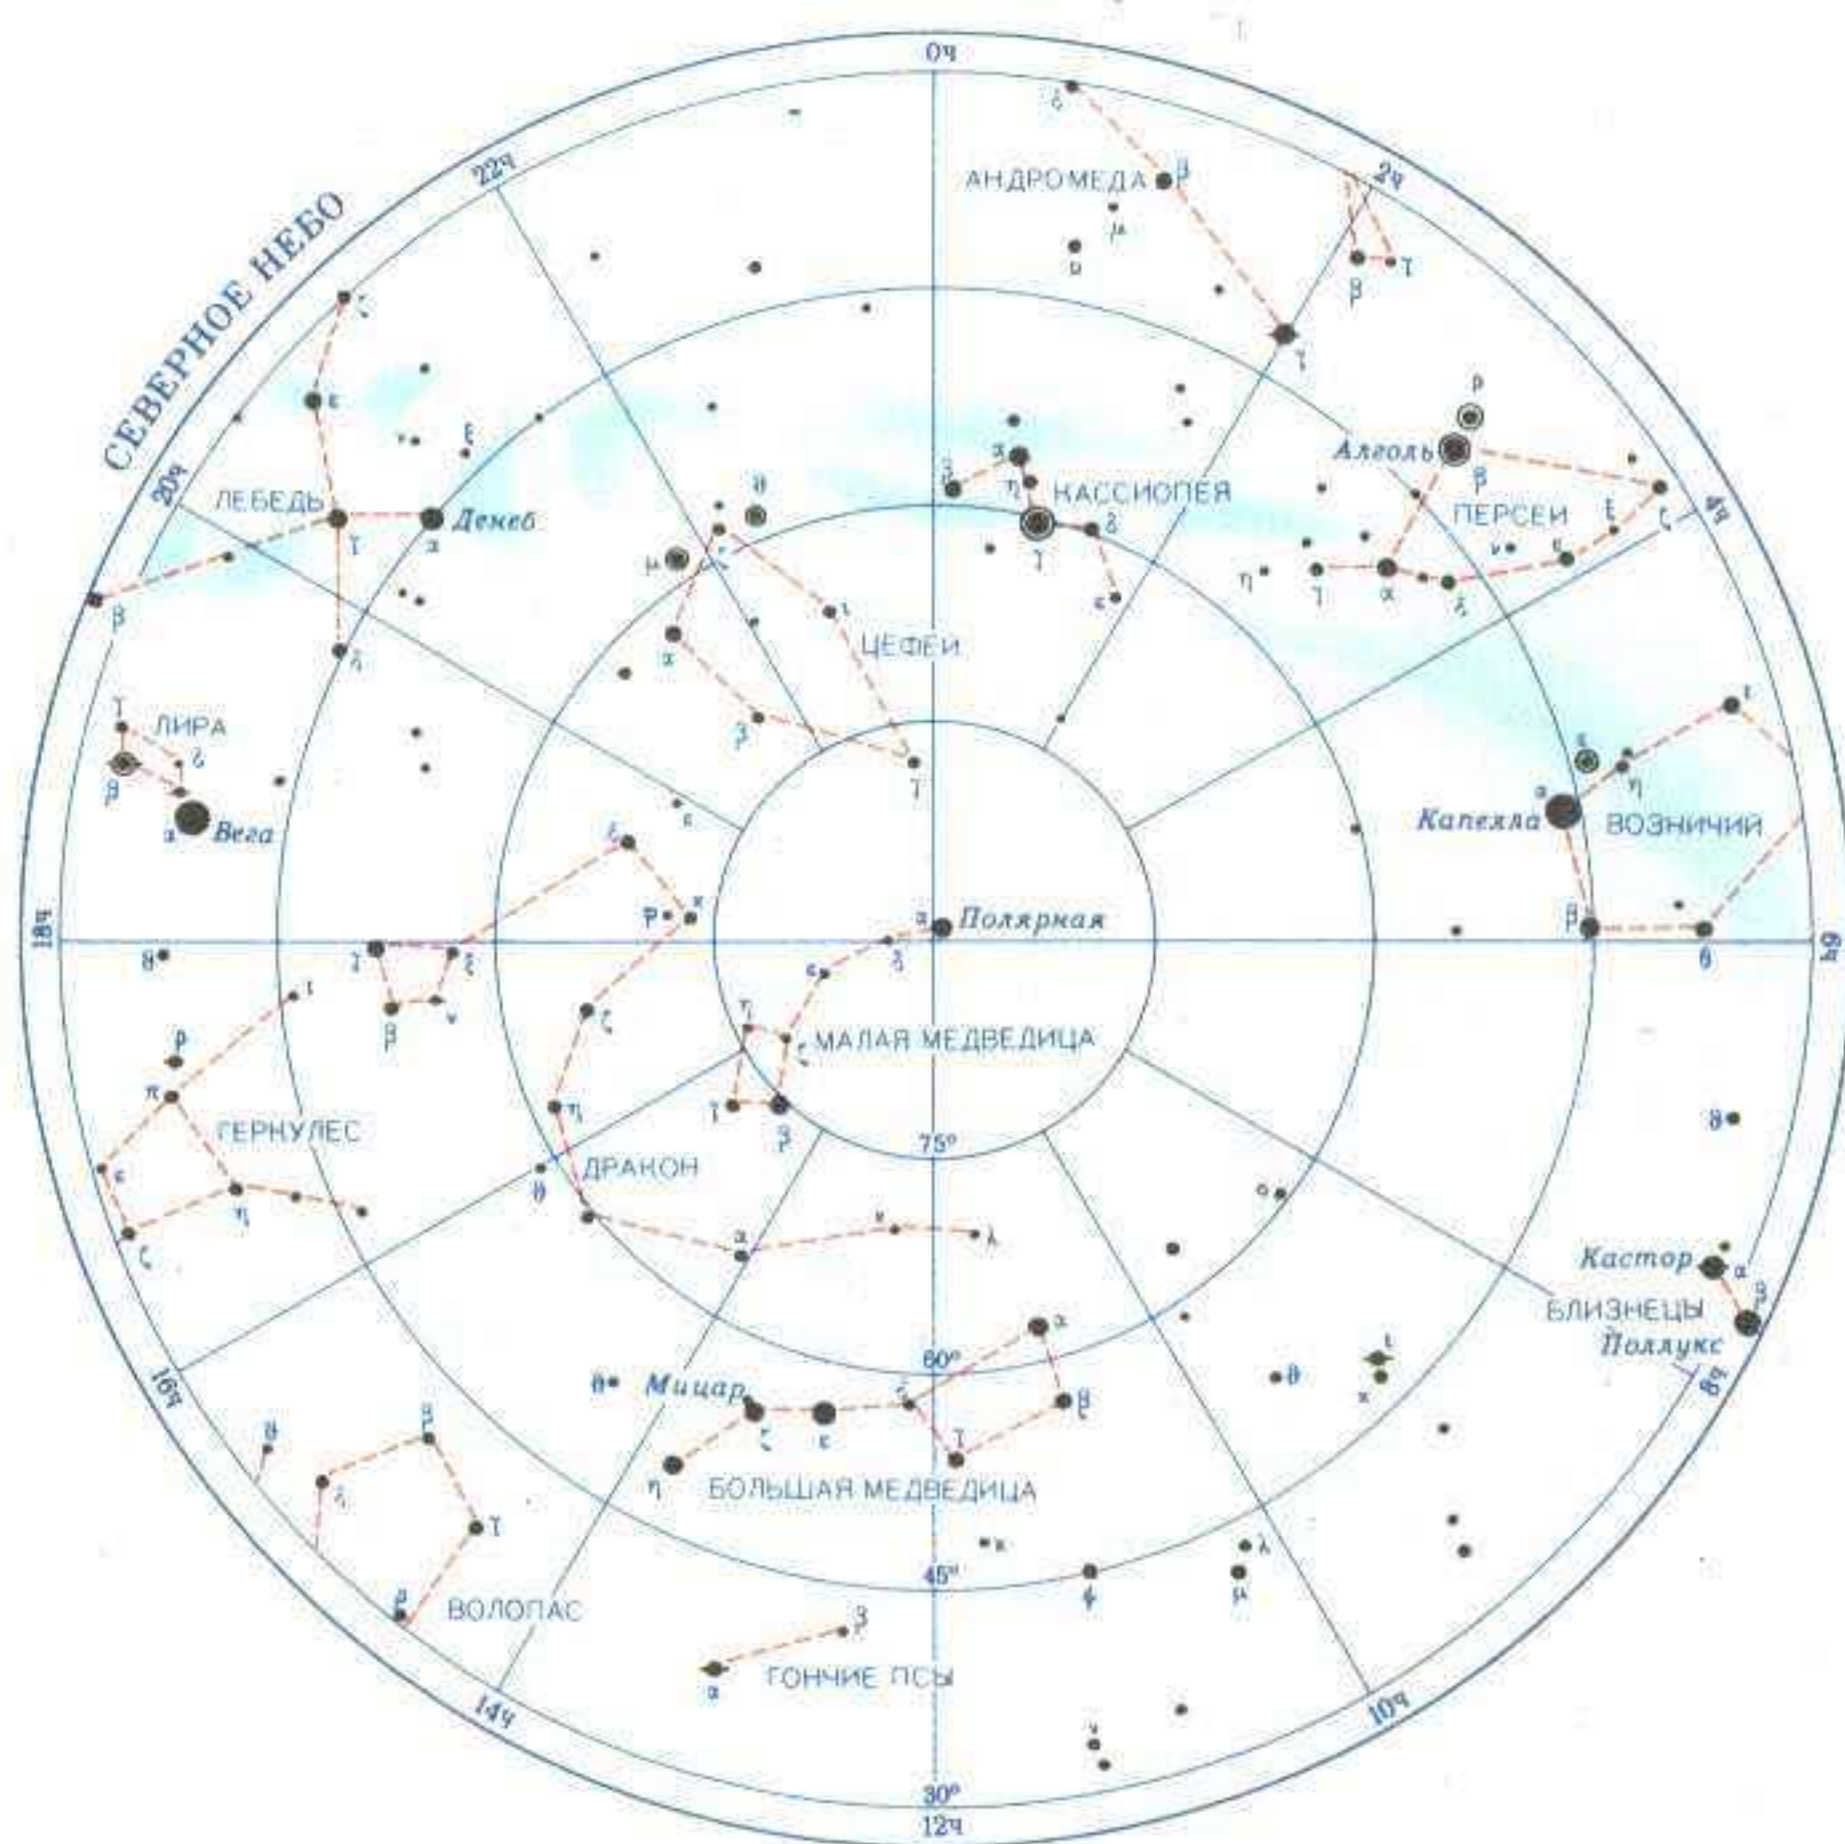 СЕВЕРНОЕ НЕБО
0ч
22ч
2ч
δ
АНДРОМЕДА
β
μ
υ
β
γ
γ
ζ
ε
ν
ξ
20ч
ЛЕБЕДЬ
Денеб
γ
α
β
δ
θ
μ
ζ
ι
ЦЕФЕЙ
α
β
γ
β
α
η
КАССИОПЕЯ
γ
δ
ε
ρ
Алголь
β
ПЕРСЕЙ
ξ
ζ
4ч
ν
ε
η
γ
α
δ
ι
ε
η
α
Капелла
ВОЗНИЧИЙ
β
θ
6ч
γ
ЛИРА
δ
β
α
Вега
18ч
ε
δ
φ
χ
α
Полярная
δ
ε
θ
γ
ξ
β
ν
ι
ζ
η
ζ
МАЛАЯ МЕДВЕДИЦА
γ
β
ρ
π
ГЕРКУЛЕС
ε
η
ζ
η
ДРАКОН
θ
75°
α
κ
λ
ο
θ
Кастор
α
β
БЛИЗНЕЦЫ
Поллукс
8ч
16ч
60°
α
θ
Мицар
ζ
ε
δ
β
γ
η
БОЛЬШАЯ МЕДВЕДИЦА
θ
ι
κ
θ
β
δ
γ
ρ
ВОЛОПАС
χ
45°
ψ
λ
μ
β
ГОНЧИЕ ПСЫ
α
14ч
10ч
ν
30°
12ч